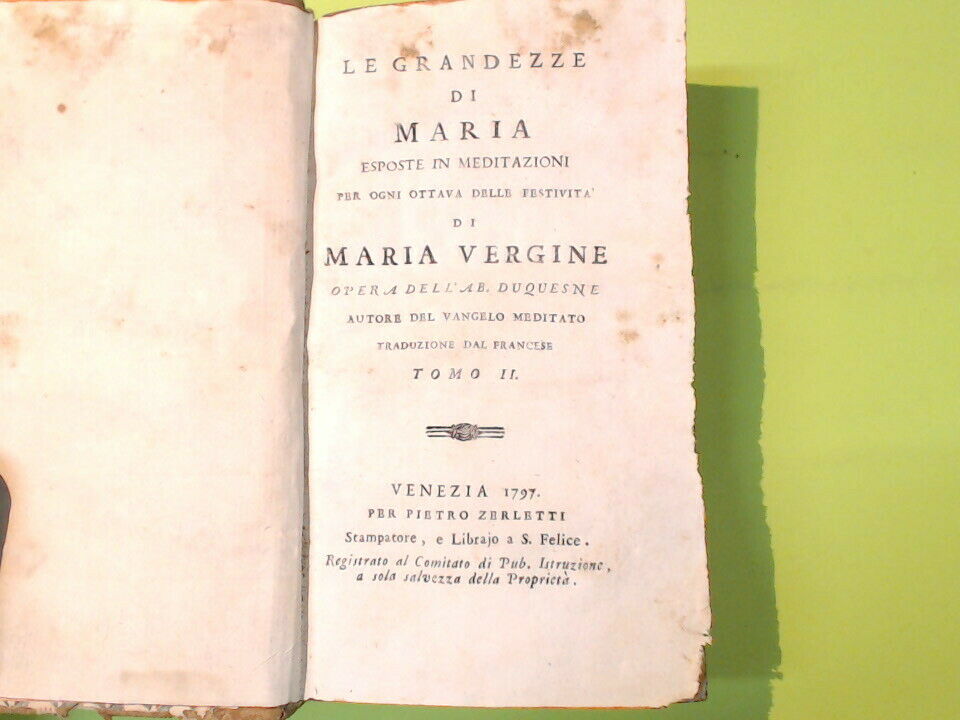 LE GRANDEZZE
DI
MARIA
ESPOSTE IN MEDITAZIONI
PER OGNI OTTAVA DELLE FESTIVITA'
DI
MARIA VERGINE
OPERA DELL'AB. DUQUESNE
AUTORE DEL VANGELO MEDITATO
TRADUZIONE DAL FRANCESE
TOMO II.
VENEZIA 1797.
PER PIETRO ZERLETTI
Stampatore, e Librajo a S. Felice.
Registrato al Comitato di Pub. Istruzione,
a sola salvezza della Proprietà.